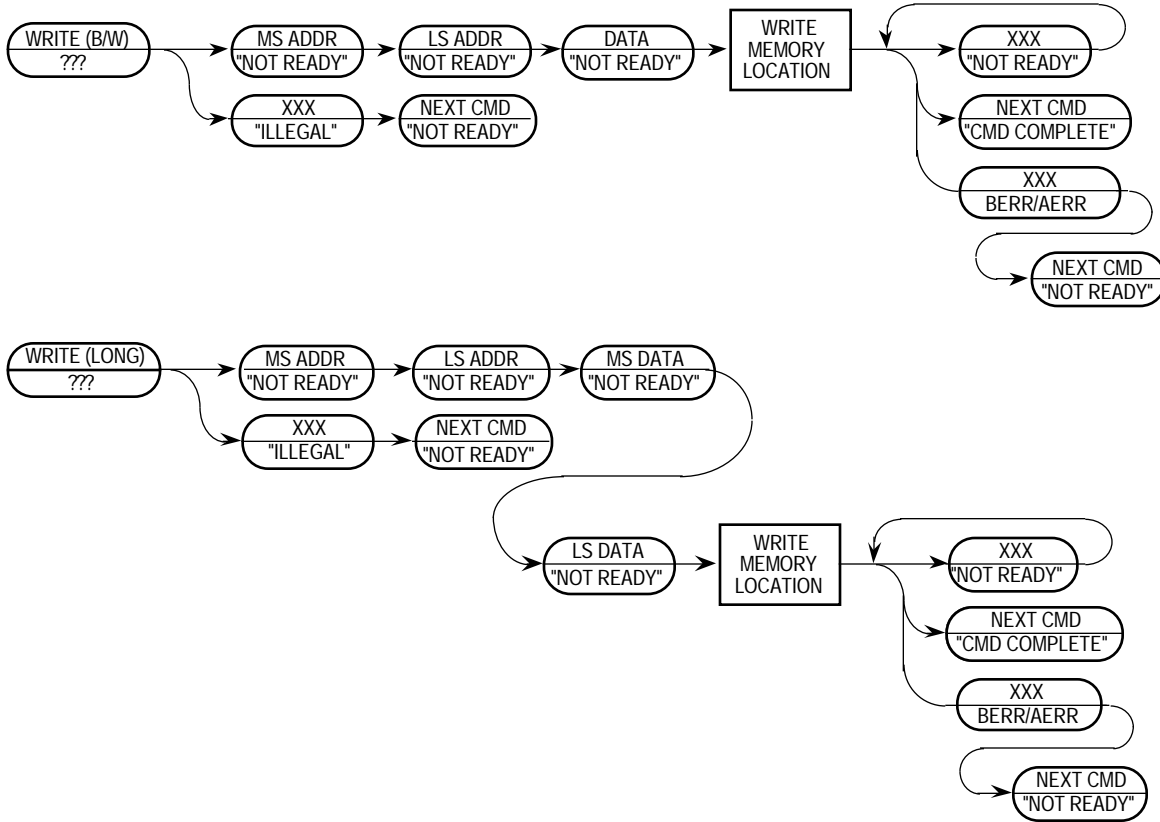 WRITE (B/W)
???
MS ADDR
"NOT READY"
LS ADDR
"NOT READY"
DATA
"NOT READY"
WRITE
MEMORY
LOCATION
XXX
"NOT READY"
XXX
"ILLEGAL"
NEXT CMD
"NOT READY"
NEXT CMD
"CMD COMPLETE"
XXX
BERR/AERR
NEXT CMD
"NOT READY"
WRITE (LONG)
???
MS ADDR
"NOT READY"
LS ADDR
"NOT READY"
MS DATA
"NOT READY"
XXX
"ILLEGAL"
NEXT CMD
"NOT READY"
LS DATA
"NOT READY"
WRITE
MEMORY
LOCATION
XXX
"NOT READY"
NEXT CMD
"CMD COMPLETE"
XXX
BERR/AERR
NEXT CMD
"NOT READY"